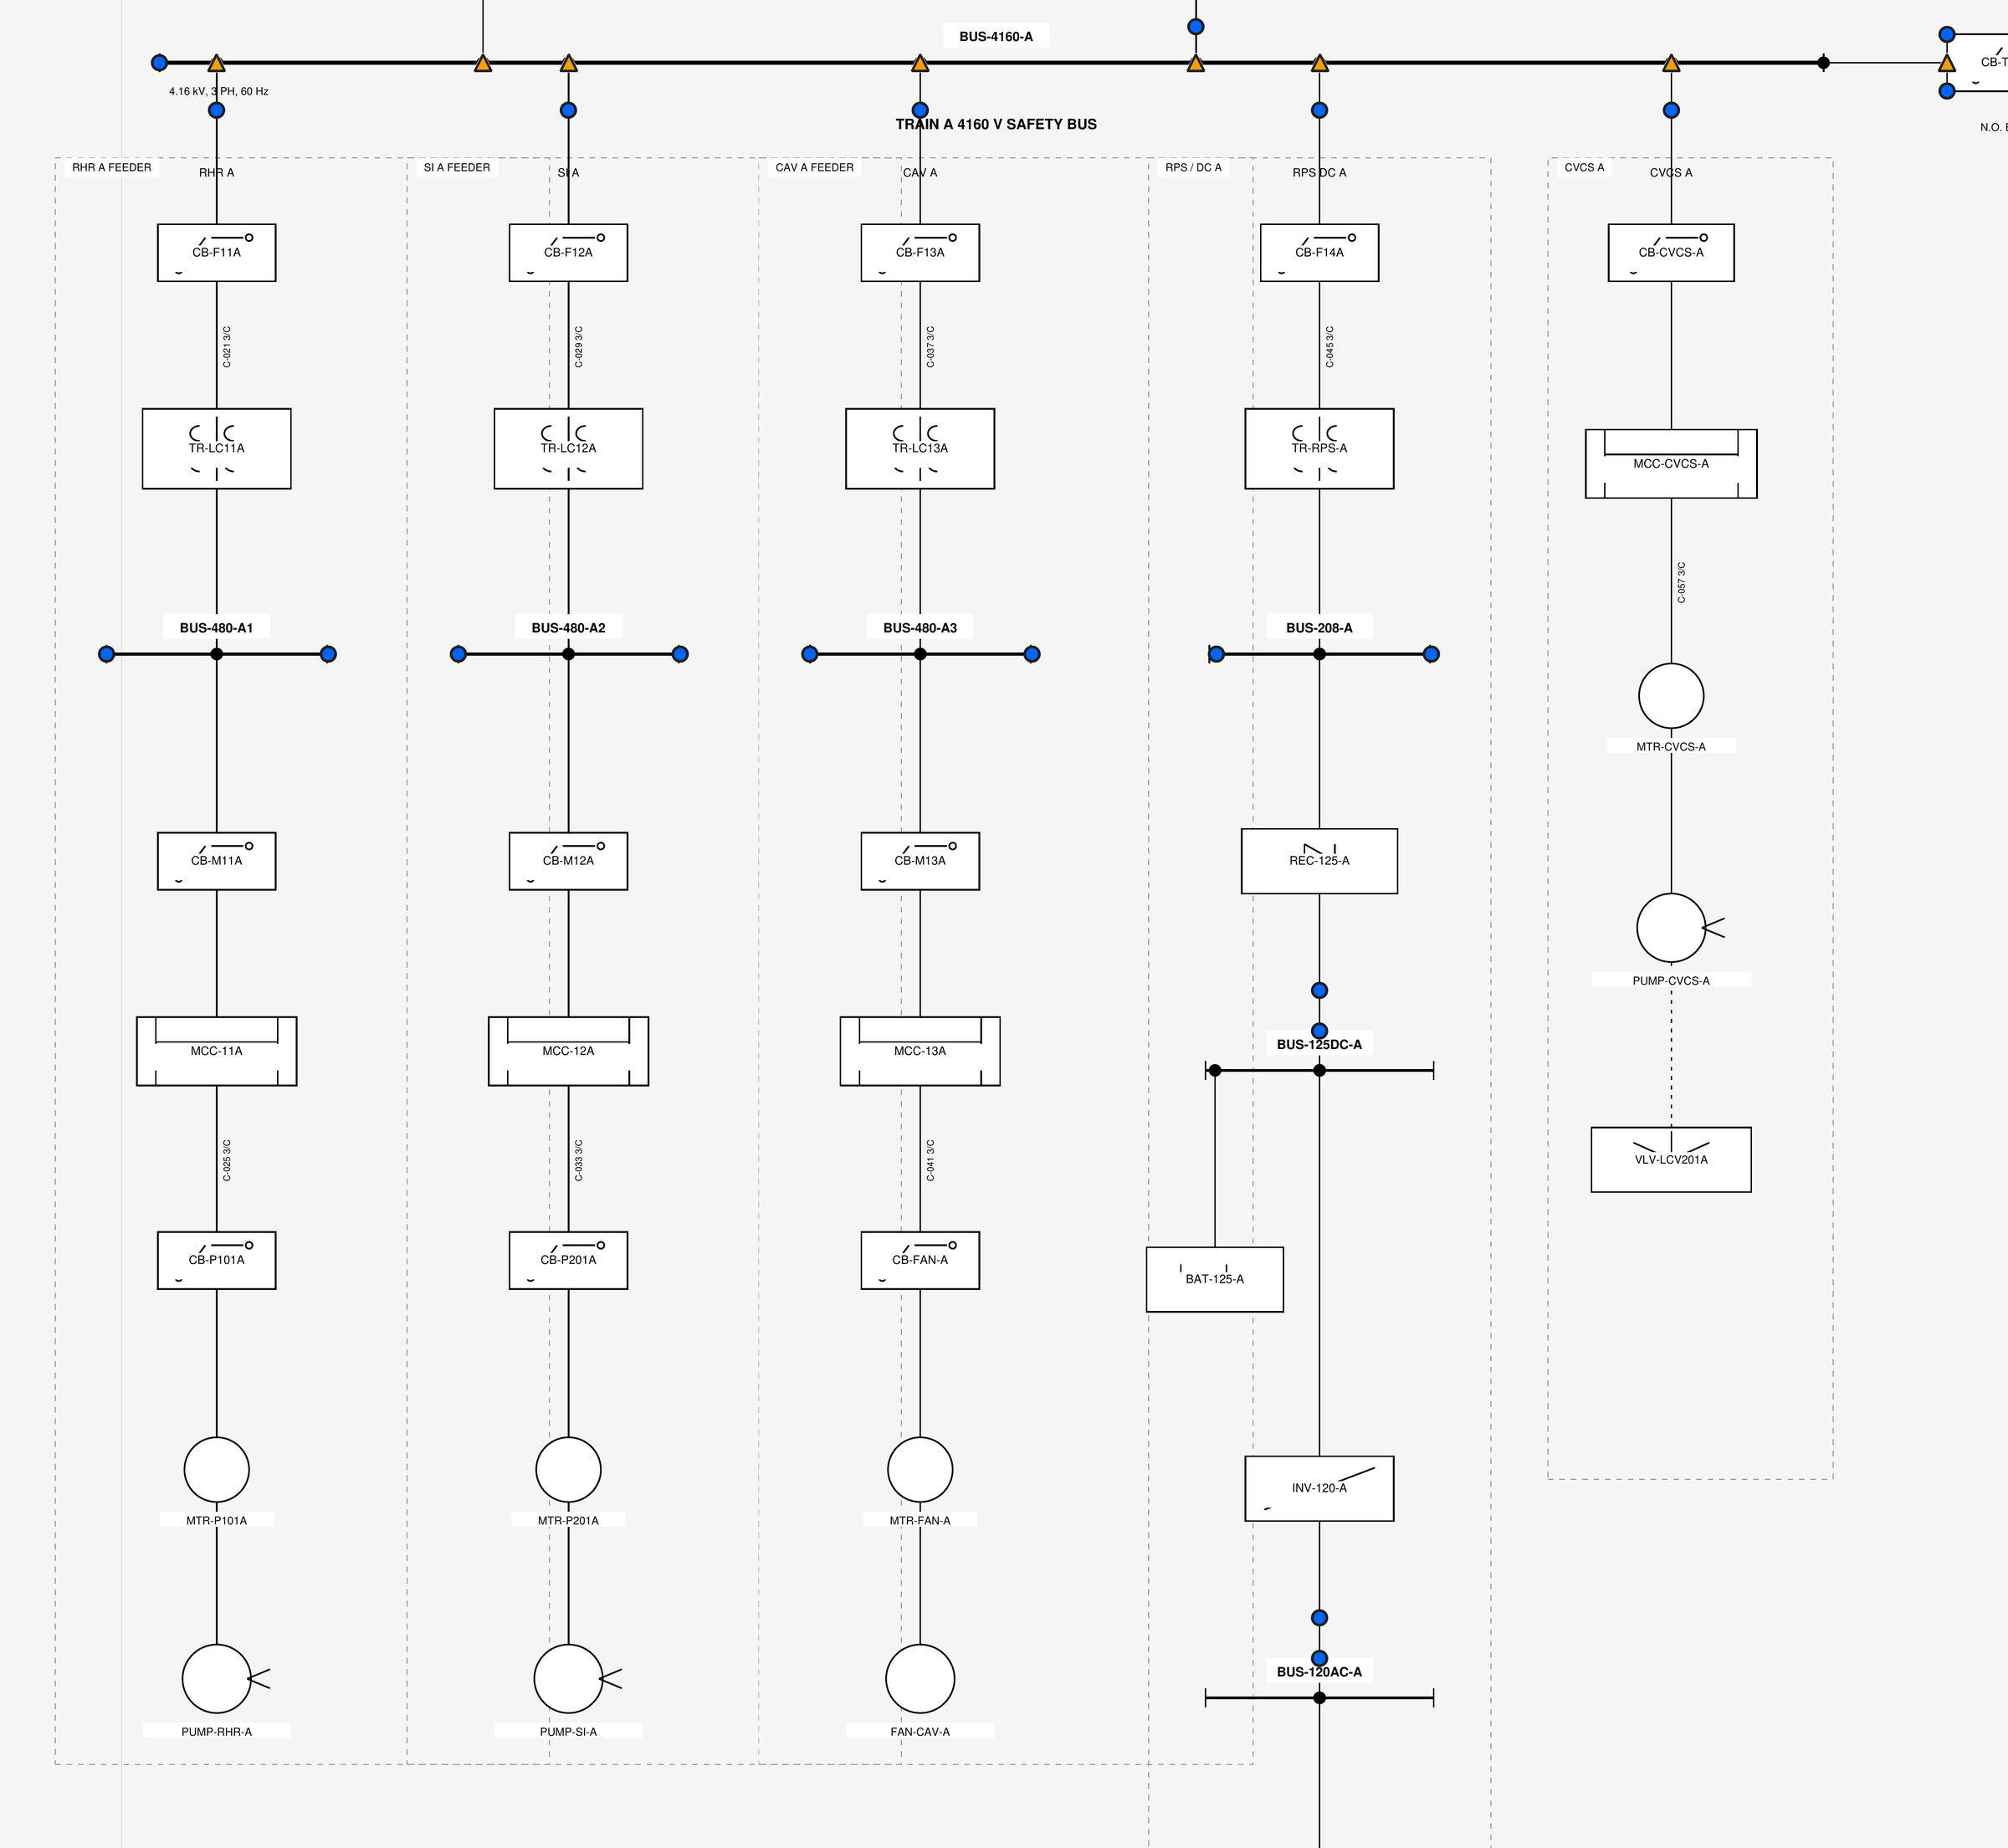 BUS-4160-A
CB-T
4.16 kV, 3 PH, 60 Hz
TRAIN A 4160 V SAFETY BUS
N.O. B
RHR A FEEDER
RHR A
SI A FEEDER
SI A
CAV A FEEDER
CAV A
RPS / DC A
RPS DC A
CVCS A
CVCS A
CB-F11A
CB-F12A
CB-F13A
CB-F14A
CB-CVCS-A
C-021 3/C
C-029 3/C
C-037 3/C
C-045 3/C
TR-LC11A
TR-LC12A
TR-LC13A
TR-RPS-A
MCC-CVCS-A
C-057 3/C
BUS-480-A1
BUS-480-A2
BUS-480-A3
BUS-208-A
MTR-CVCS-A
CB-M11A
CB-M12A
CB-M13A
REC-125-A
PUMP-CVCS-A
BUS-125DC-A
MCC-11A
MCC-12A
MCC-13A
C-025 3/C
C-033 3/C
C-041 3/C
VLV-LCV201A
CB-P101A
CB-P201A
CB-FAN-A
BAT-125-A
INV-120-A
MTR-P101A
MTR-P201A
MTR-FAN-A
BUS-120AC-A
PUMP-RHR-A
PUMP-SI-A
FAN-CAV-A